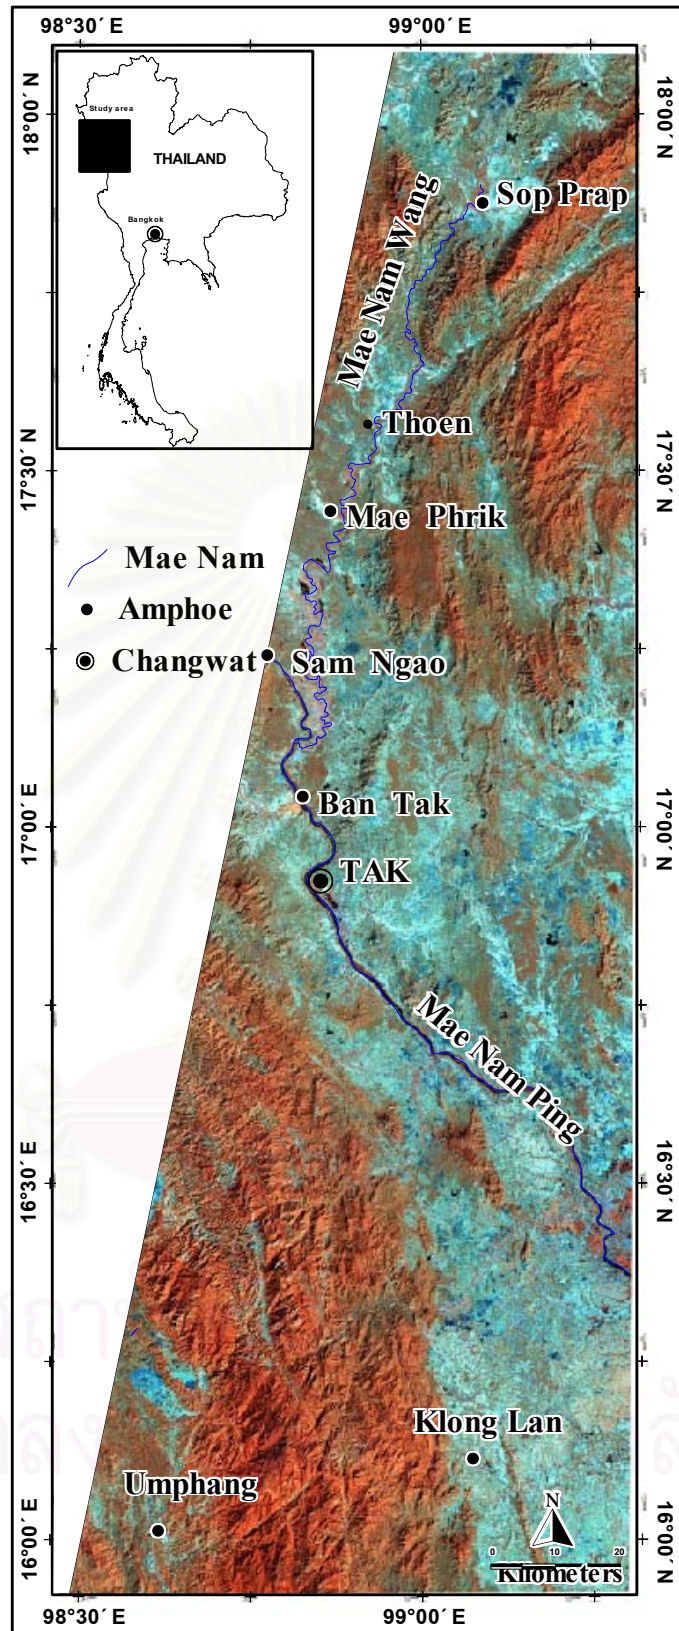 98°30´ E
99°00´ E
18°00´ N
18°00´ N
Study area
THAILAND
Bangkok
Sop Prap
Mae Nam Wang
Thoen
17°30´ N
17°30´ N
Mae Phrik
Mae Nam
Amphoe
Changwat
Sam Ngao
Ban Tak
17°00´ E
17°00´ N
TAK
Mae Nam Ping
16°30´ E
16°30´ N
สถา
Klong Lan
Umphang
N
16°00´ E
16°00´ N
0 10 20
Kilometers
98°30´ E
99°00´ E